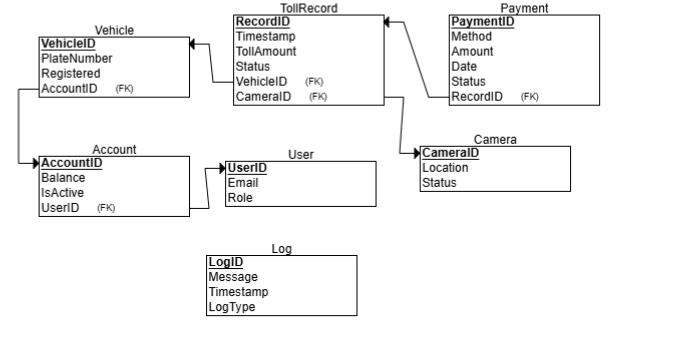 Vehicle
VehicleID
PlateNumber
Registered
AccountID (FK)
TollRecord
RecordID
Timestamp
TollAmount
Status
VehicleID (FK)
CameraID (FK)
Payment
PaymentID
Method
Amount
Date
Status
RecordID (FK)
Account
AccountID
Balance
IsActive
UserID (FK)
User
UserID
Email
Role
Camera
CameraID
Location
Status
Log
LogID
Message
Timestamp
LogType